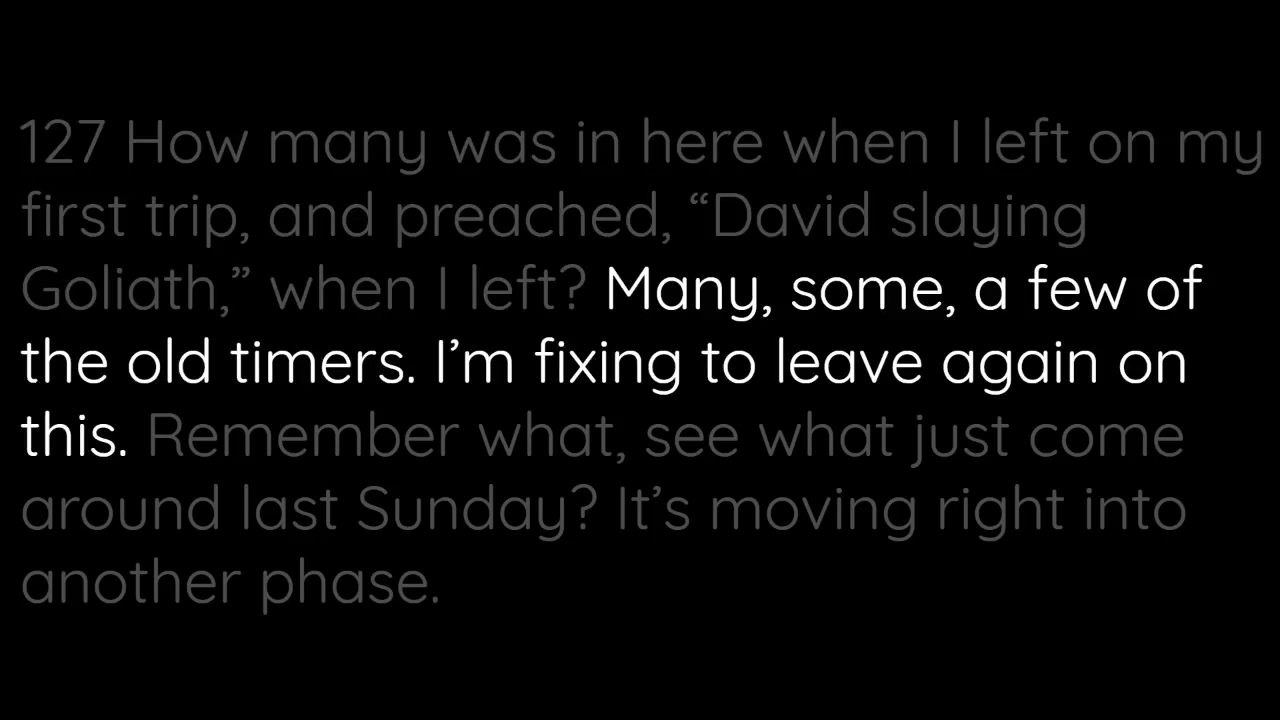 127 How many was in here when I left on my
first trip, and preached, “David slaying
Goliath,” when I left? Many, some, a few of
the old timers. I’m fixing to leave again on
this. Remember what, see what just come
around last Sunday? It’s moving right into
another phase.